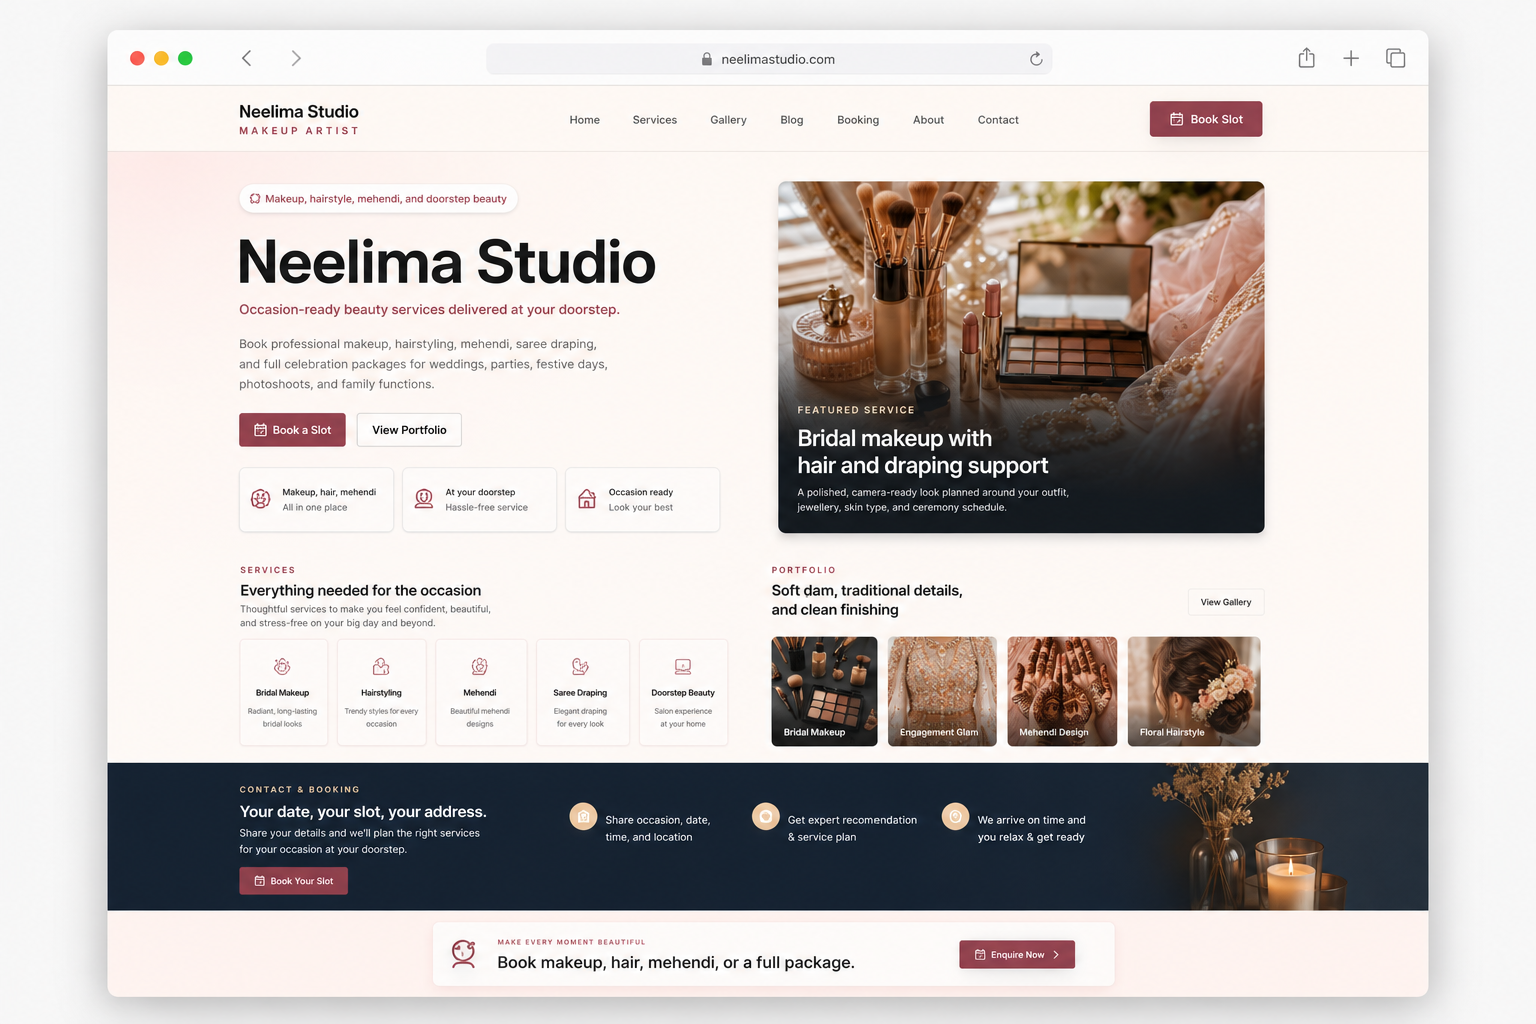 neelimastudio.com
Neelima Studio
MAKEUP ARTIST
Home
Services
Gallery
Blog
Booking
About
Contact
Book Slot
Makeup, hairstyle, mehendi, and doorstep beauty
Neelima Studio
Occasion-ready beauty services delivered at your doorstep.
Book professional makeup, hairstyling, mehendi, saree draping,
and full celebration packages for weddings, parties, festive days,
photoshoots, and family functions.
Book a Slot
View Portfolio
Makeup, hair, mehendi
All in one place
At your doorstep
Hassle-free service
Occasion ready
Look your best
FEATURED SERVICE
Bridal makeup with
hair and draping support
A polished, camera-ready look planned around your outfit,
jewellery, skin type, and ceremony schedule.
SERVICES
Everything needed for the occasion
Thoughtful services to make you feel confident, beautiful,
and stress-free on your big day and beyond.
Bridal Makeup
Radiant, long-lasting
bridal looks
Hairstyling
Trendy styles for every
occasion
Mehendi
Beautiful mehendi
designs
Saree Draping
Elegant draping
for every look
Doorstep Beauty
Salon experience
at your home
PORTFOLIO
Soft dam, traditional details,
and clean finishing
View Gallery
Bridal Makeup
Engagement Glam
Mehendi Design
Floral Hairstyle
CONTACT & BOOKING
Your date, your slot, your address.
Share your details and we'll plan the right services
for your occasion at your doorstep.
Book Your Slot
Share occasion, date,
time, and location
Get expert recomendation
& service plan
We arrive on time and
you relax & get ready
MAKE EVERY MOMENT BEAUTIFUL
Book makeup, hair, mehendi, or a full package.
Enquire Now